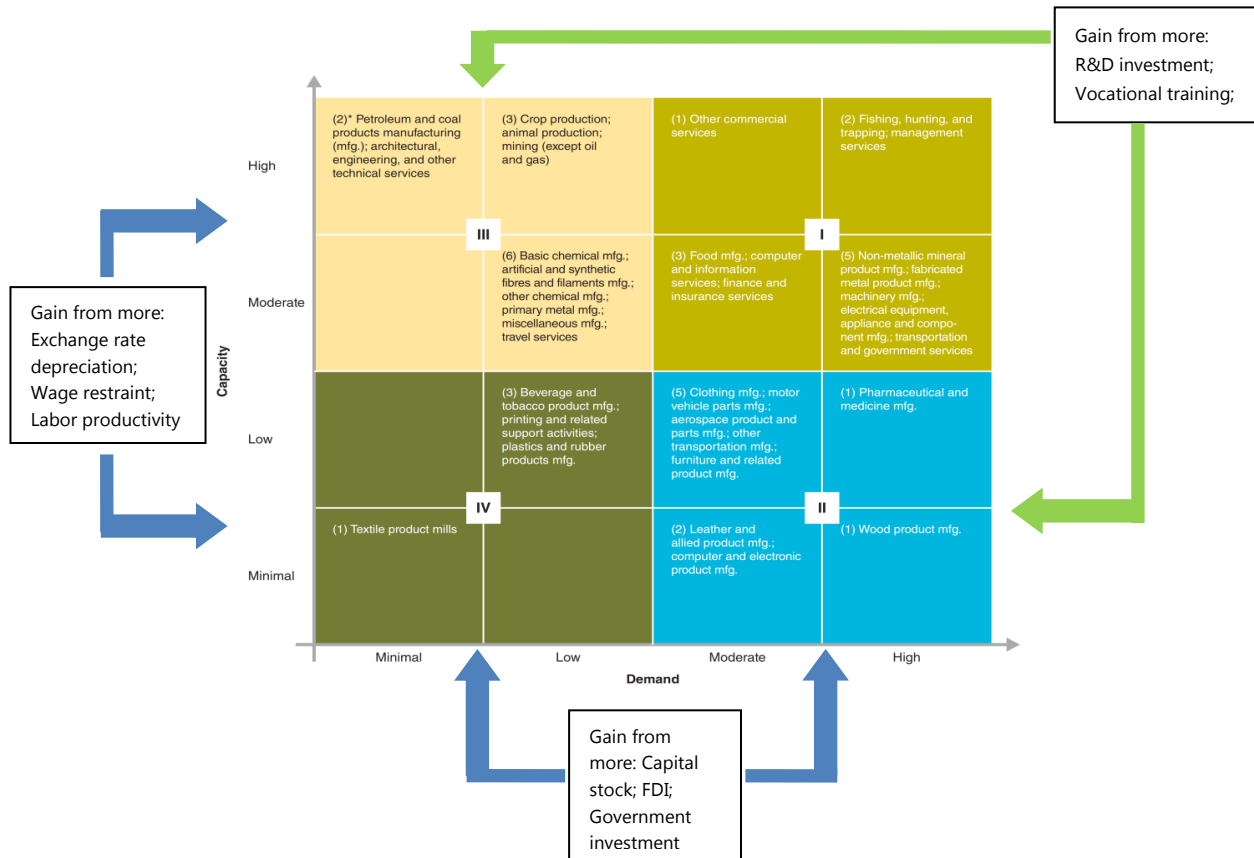 Gain from more:
R&D investment;
Vocational training;
(2)* Petroleum and coal
products manufacturing
(mfg.); architectural,
engineering, and other
technical services
(3) Crop production;
animal production;
mining (except oil
and gas)
(1) Other commercial
services
(2) Fishing, hunting, and
trapping; management
services
High
III
I
(6) Basic chemical mfg.;
artificial and synthetic
fibres and filaments mfg.;
other chemical mfg.;
primary metal mfg.;
miscellaneous mfg.;
travel services
(3) Food mfg.; computer
and information
services; finance and
insurance services
(5) Non-metallic mineral
product mfg.; fabricated
metal product mfg.;
machinery mfg.;
electrical equipment,
appliance and compo-
nent mfg.; transportation
and government services
Moderate
Gain from more:
Exchange rate
depreciation;
Wage restraint;
Labor productivity
Capacity
(3) Beverage and
tobacco product mfg.;
printing and related
support activities;
plastics and rubber
products mfg.
(5) Clothing mfg.; motor
vehicle parts mfg.;
aerospace product and
parts mfg.; other
transportation mfg.;
furniture and related
product mfg.
(1) Pharmaceutical and
medicine mfg.
Low
IV
II
(1) Textile product mills
(2) Leather and
allied product mfg.;
computer and electronic
product mfg.
(1) Wood product mfg.
Minimal
Minimal
Low
Moderate
High
Demand
Gain from
more: Capital
stock; FDI;
Government
investment